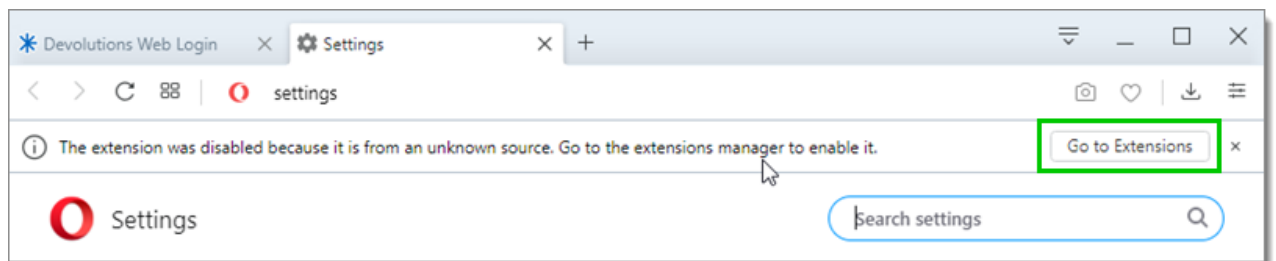 Devolutions Web Login
Settings
settings
The extension was disabled because it is from an unknown source. Go to the extensions manager to enable it.
Go to Extensions
Settings
Search settings